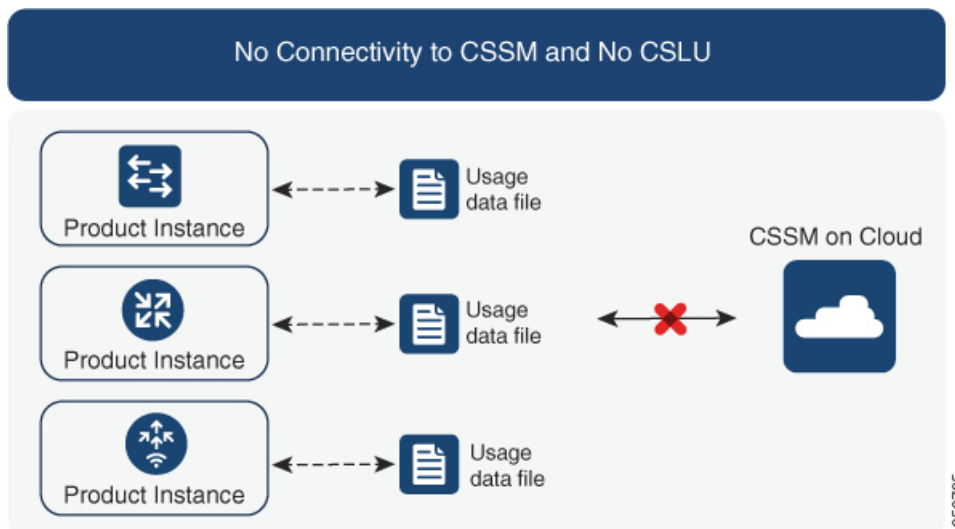 No Connectivity to CSSM and No CSLU
Product Instance
Usage
data file
CSSM on Cloud
Product Instance
Usage
data file
Product Instance
Usage
data file